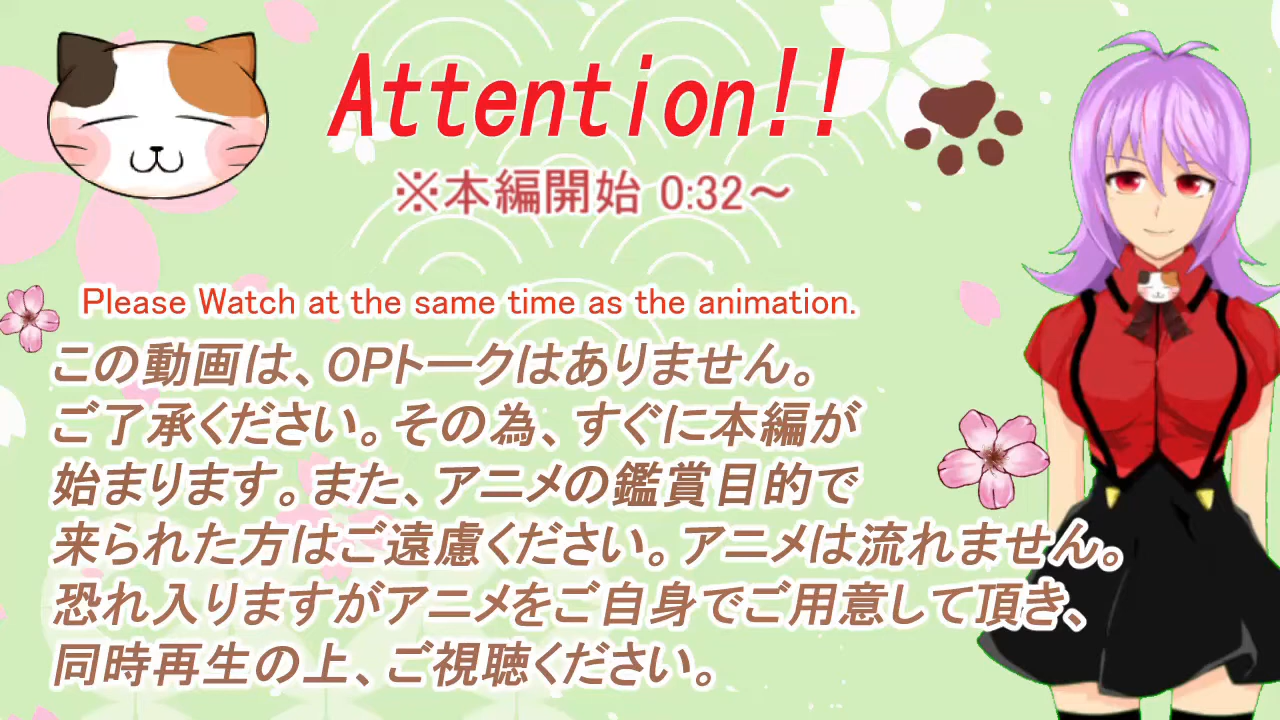 Attention!!
※本編開始 0:32～
Please Watch at the same time as the animation.
この動画は、OPトークはありません。
ご了承ください。その為、すぐに本編が
始まります。また、アニメの鑑賞目的で
来られた方はご遠慮ください。アニメは流れません。
恐れ入りますがアニメをご自身でご用意して頂き、
同時再生の上、ご視聴ください。